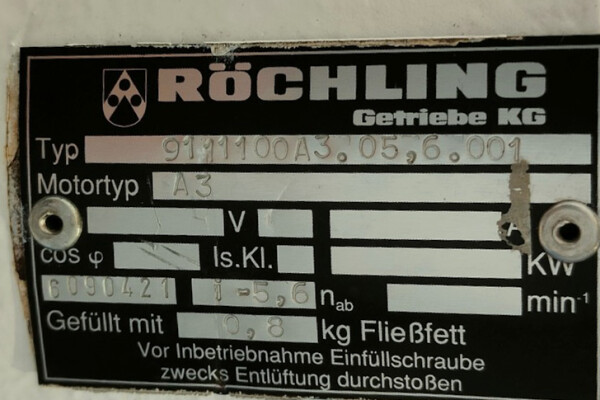 RÖCHLING
Getriebe KG
Typ 9111100A3.05,6.001
Motortyp A3
V A
cos φ Is.Kl. KW
6090421 i-5,6 n ab min-1
Gefüllt mit 0,8 kg Fließfett
Vor Inbetriebnahme Einfüllschraube
zwecks Entlüftung durchstoßen